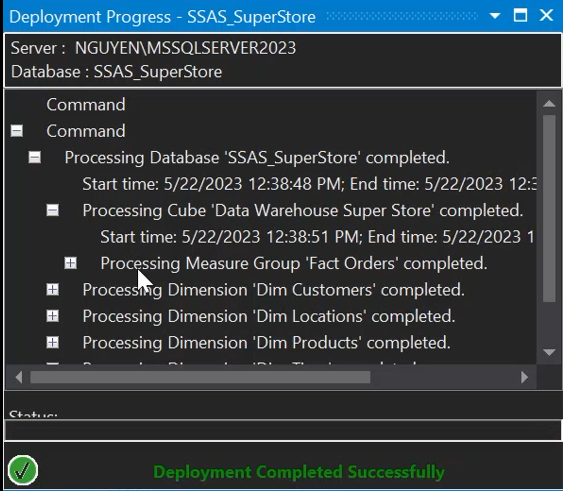 Deployment Progress - SSAS_SuperStore
Server : NGUYEN\MSSQLSERVER2023
Database : SSAS_SuperStore
Command
Command
Processing Database 'SSAS_SuperStore' completed.
Start time: 5/22/2023 12:38:48 PM; End time: 5/22/2023 12:3
Processing Cube 'Data Warehouse Super Store' completed.
Start time: 5/22/2023 12:38:51 PM; End time: 5/22/2023 1
Processing Measure Group 'Fact Orders' completed.
Processing Dimension 'Dim Customers' completed.
Processing Dimension 'Dim Locations' completed.
Processing Dimension 'Dim Products' completed.
Status:
Deployment Completed Successfully